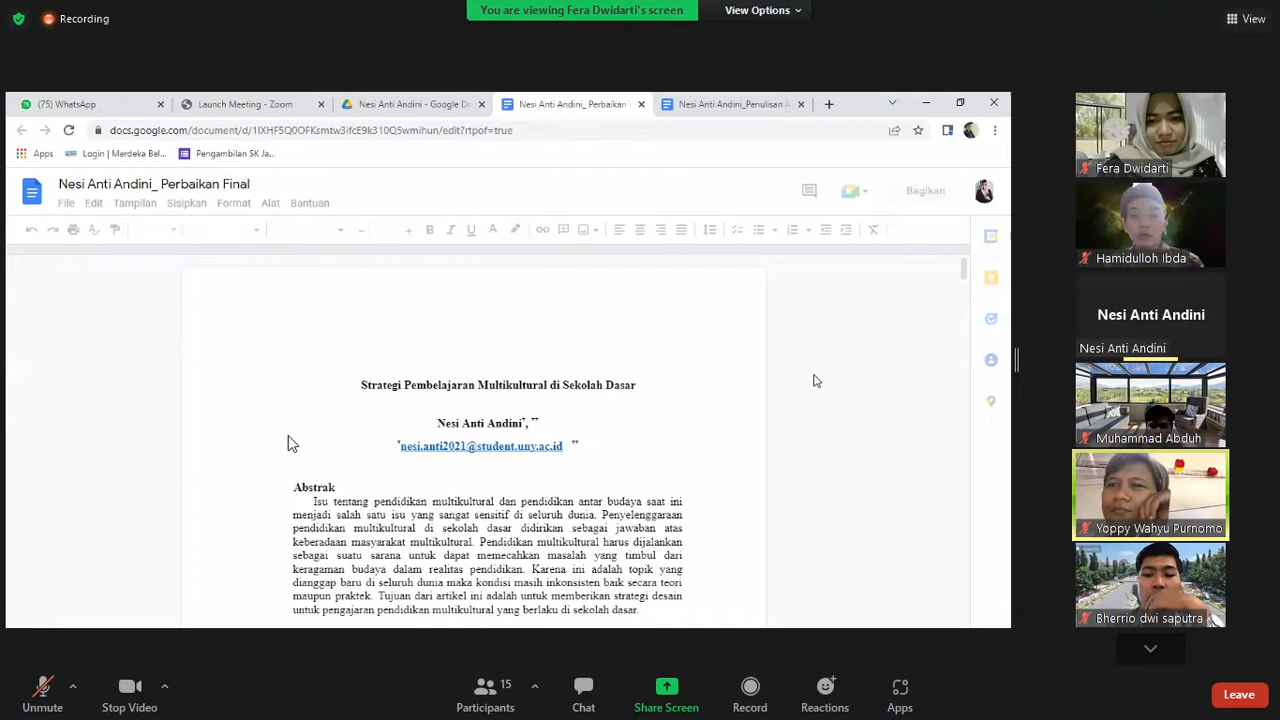 Recording
You are viewing Fera Dwidarti's screen
View Options
View
(75) WhatsApp
Launch Meeting - Zoom
Nesi Anti Andini - Google Dr
Nesi Anti Andini_ Perbaikan
Nesi Anti Andini_Penulisan A
docs.google.com/document/d/1IXHF5Q0OFKsmtw3ifcE9k310Q5wmihun/edit?rtpof=true
Apps
Login | Merdeka Bel...
Pengambilan SK Ja...
Nesi Anti Andini_ Perbaikan Final
File Edit Tampilan Sisipkan Format Alat Bantuan
Bagikan
Strategi Pembelajaran Multikultural di Sekolah Dasar
Nesi Anti Andini*, **
*nesi.anti2021@student.uny.ac.id **
Abstrak
Isu tentang pendidikan multikultural dan pendidikan antar budaya saat ini
menjadi salah satu isu yang sangat sensitif di seluruh dunia. Penyelenggaraan
pendidikan multikultural di sekolah dasar didirikan sebagai jawaban atas
keberadaan masyarakat multikultural. Pendidikan multikultural harus dijalankan
sebagai suatu sarana untuk dapat memecahkan masalah yang timbul dari
keragaman budaya dalam realitas pendidikan. Karena ini adalah topik yang
dianggap baru di seluruh dunia maka kondisi masih inkonsisten baik secara teori
maupun praktek. Tujuan dari artikel ini adalah untuk memberikan strategi desain
untuk pengajaran pendidikan multikultural yang berlaku di sekolah dasar.
Fera Dwidarti
Hamidulloh Ibda
Nesi Anti Andini
Nesi Anti Andini
Muhammad Abduh
Yoppy Wahyu Purnomo
Bherrio dwi saputra
Unmute
Stop Video
15
Participants
Chat
Share Screen
Record
Reactions
Apps
Leave